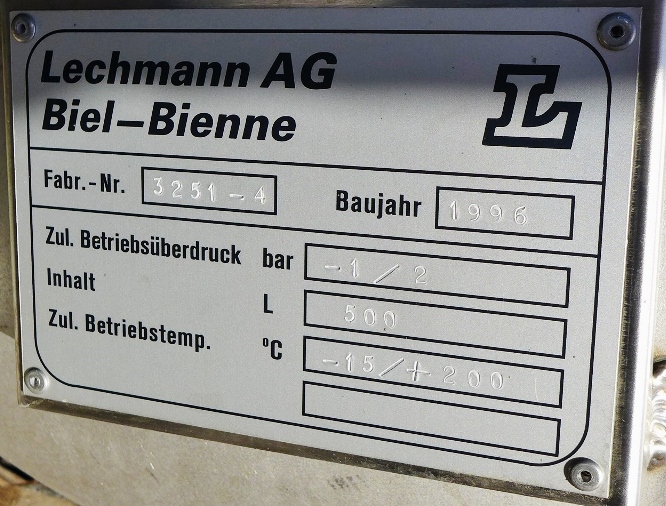 Lechmann AG
Biel–Bienne
L
Fabr.-Nr. 3251-4 Baujahr 1996
Zul. Betriebsüberdruck bar -1/2
Inhalt L 500
Zul. Betriebstemp. ºC -15/+200